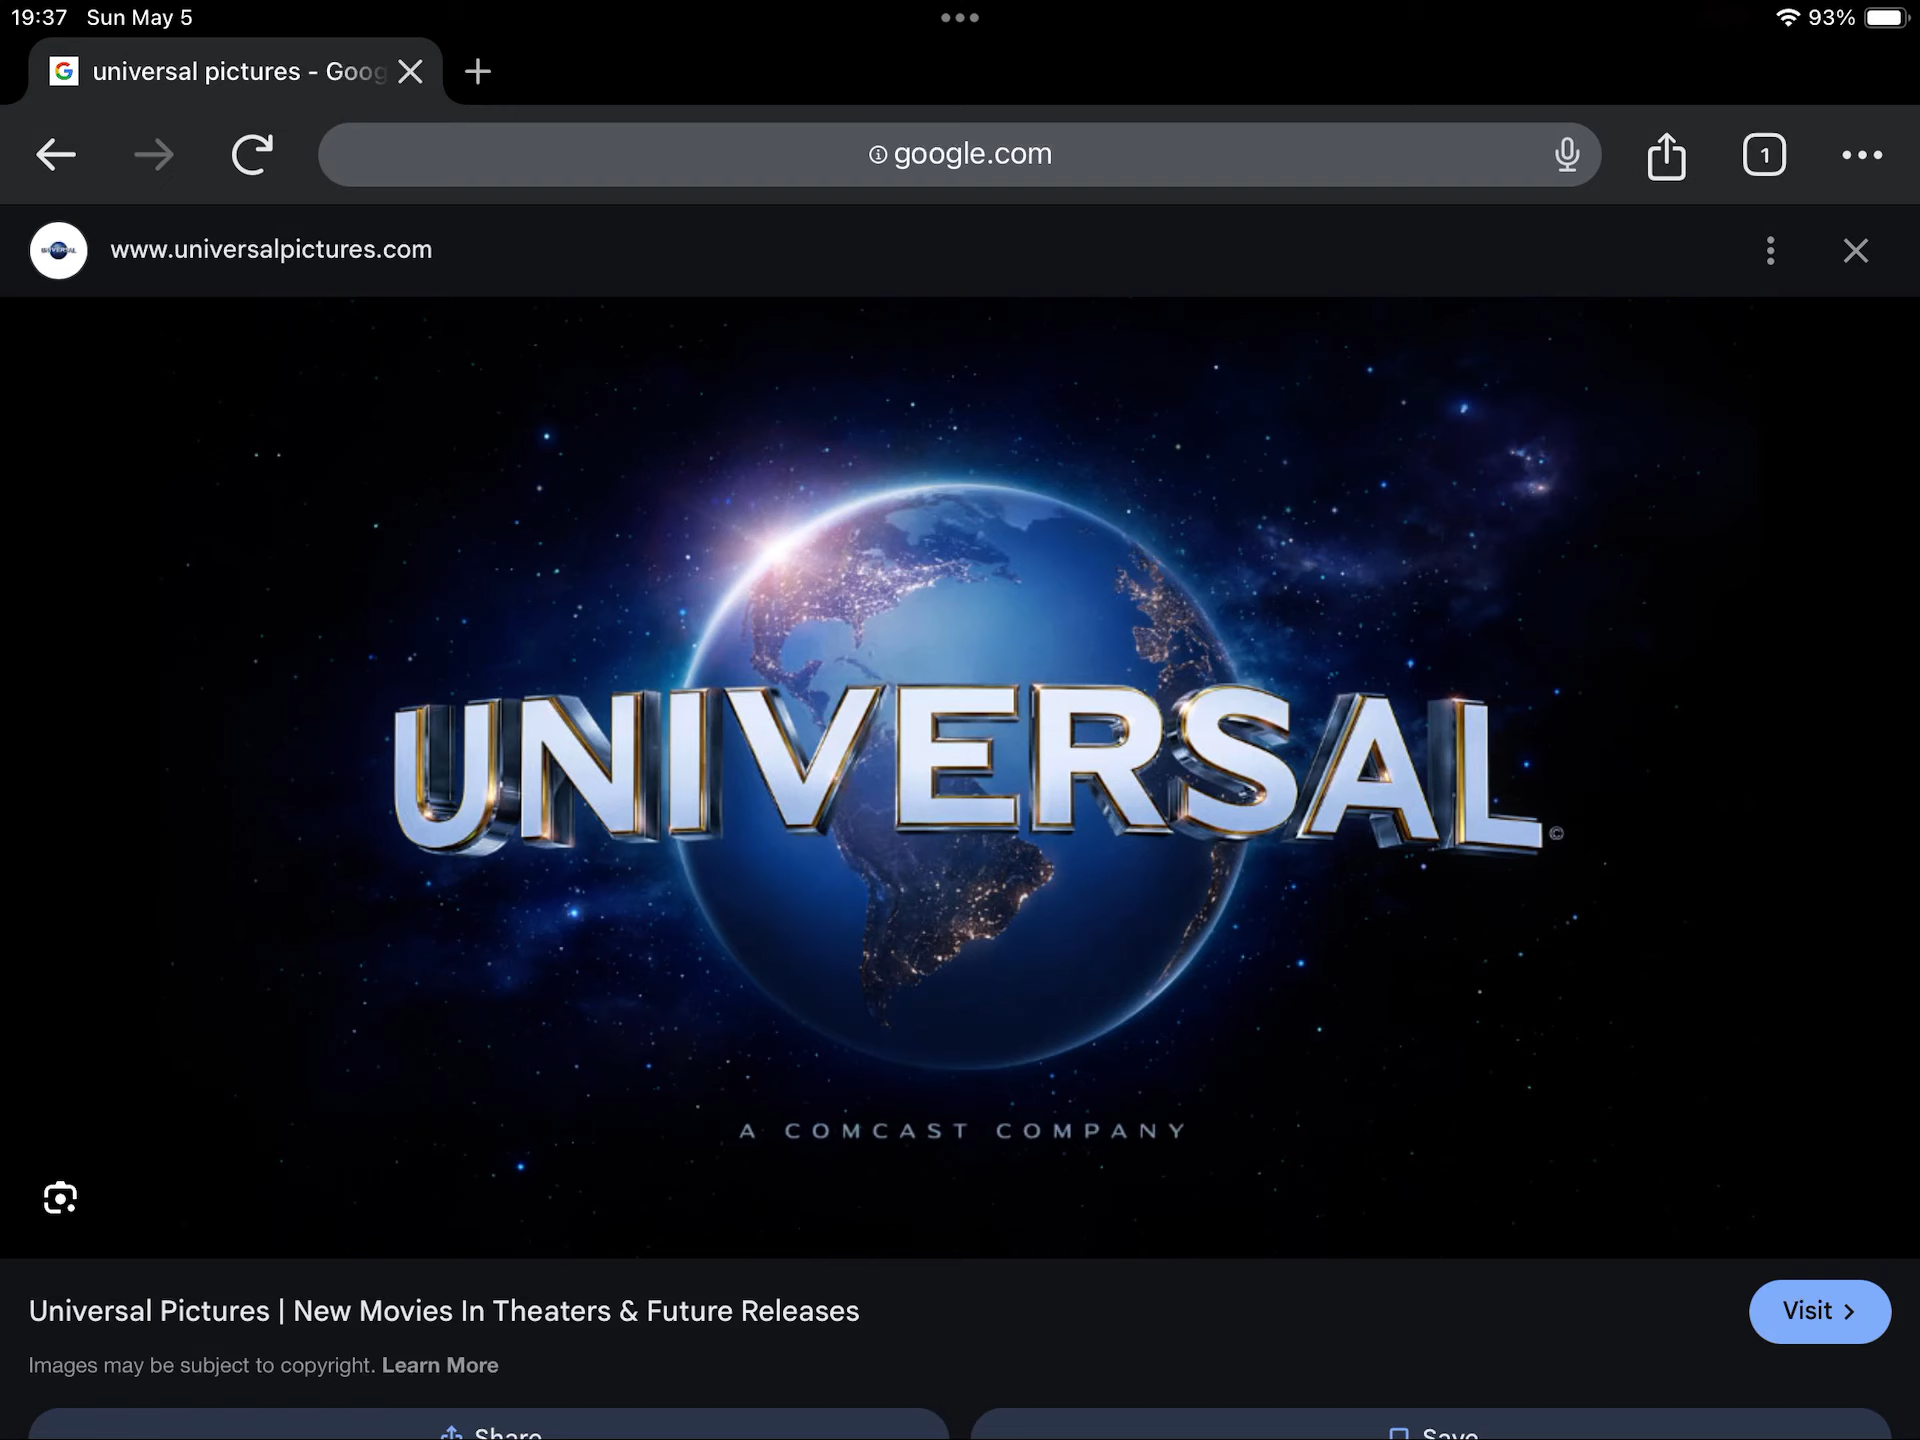 19:37 Sun May 5
93%
universal pictures - Goog
google.com
1
www.universalpictures.com
UNIVERSAL
©
A COMCAST COMPANY
Universal Pictures | New Movies In Theaters & Future Releases
Visit
Images may be subject to copyright. Learn More
Share
Save